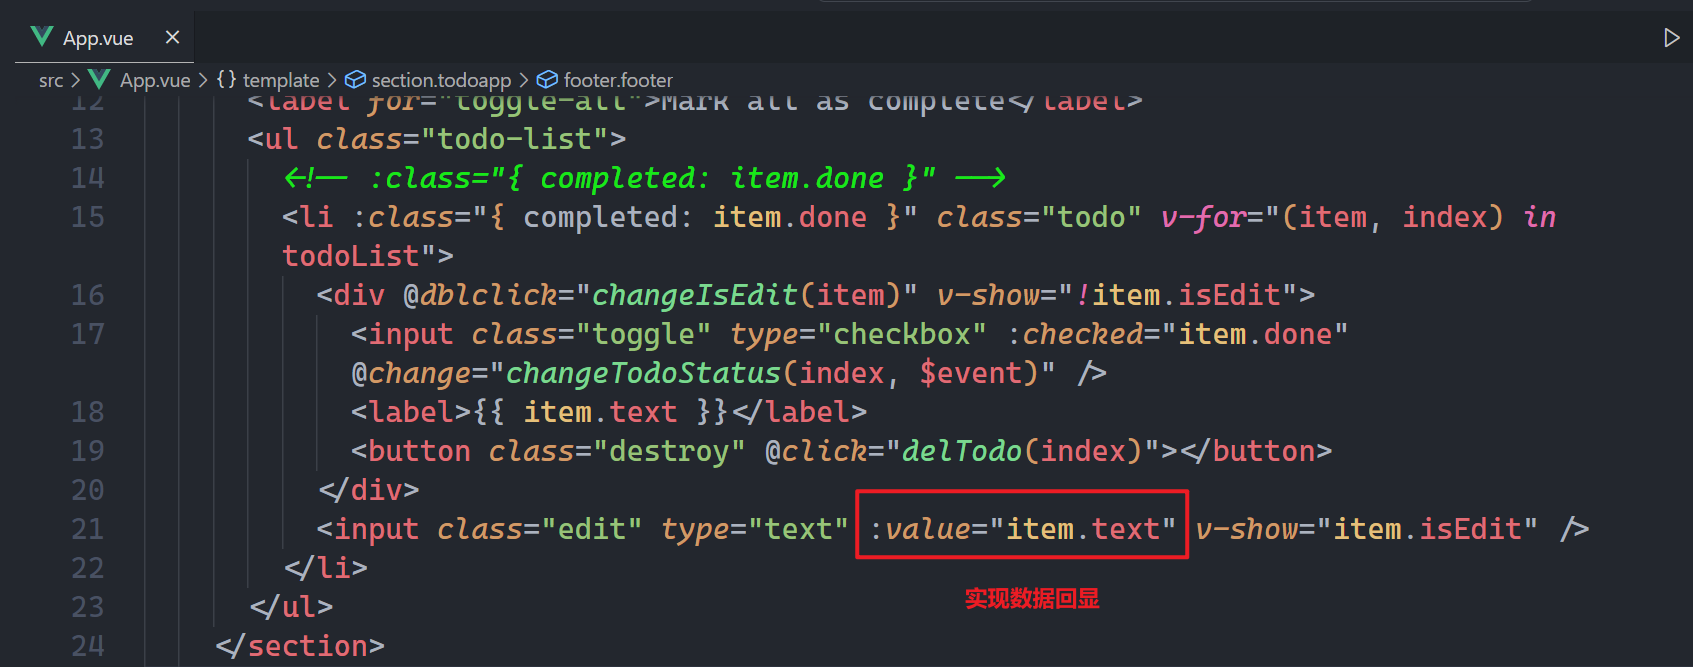 App.vue
src > App.vue > {} template > section.todoapp > footer.footer
12 <label for="toggle-all">Mark all as complete</label>
13 <ul class="todo-list">
14 <!-- :class="{ completed: item.done }" -->
15 <li :class="{ completed: item.done }" class="todo" v-for="(item, index) in
todoList">
16 <div @dblclick="changeIsEdit(item)" v-show="!item.isEdit">
17 <input class="toggle" type="checkbox" :checked="item.done"
@change="changeTodoStatus(index, $event)" />
18 <label>{{ item.text }}</label>
19 <button class="destroy" @click="delTodo(index)"></button>
20 </div>
21 <input class="edit" type="text" :value="item.text" v-show="item.isEdit" />
22 </li>
实现数据回显
23 </ul>
24 </section>